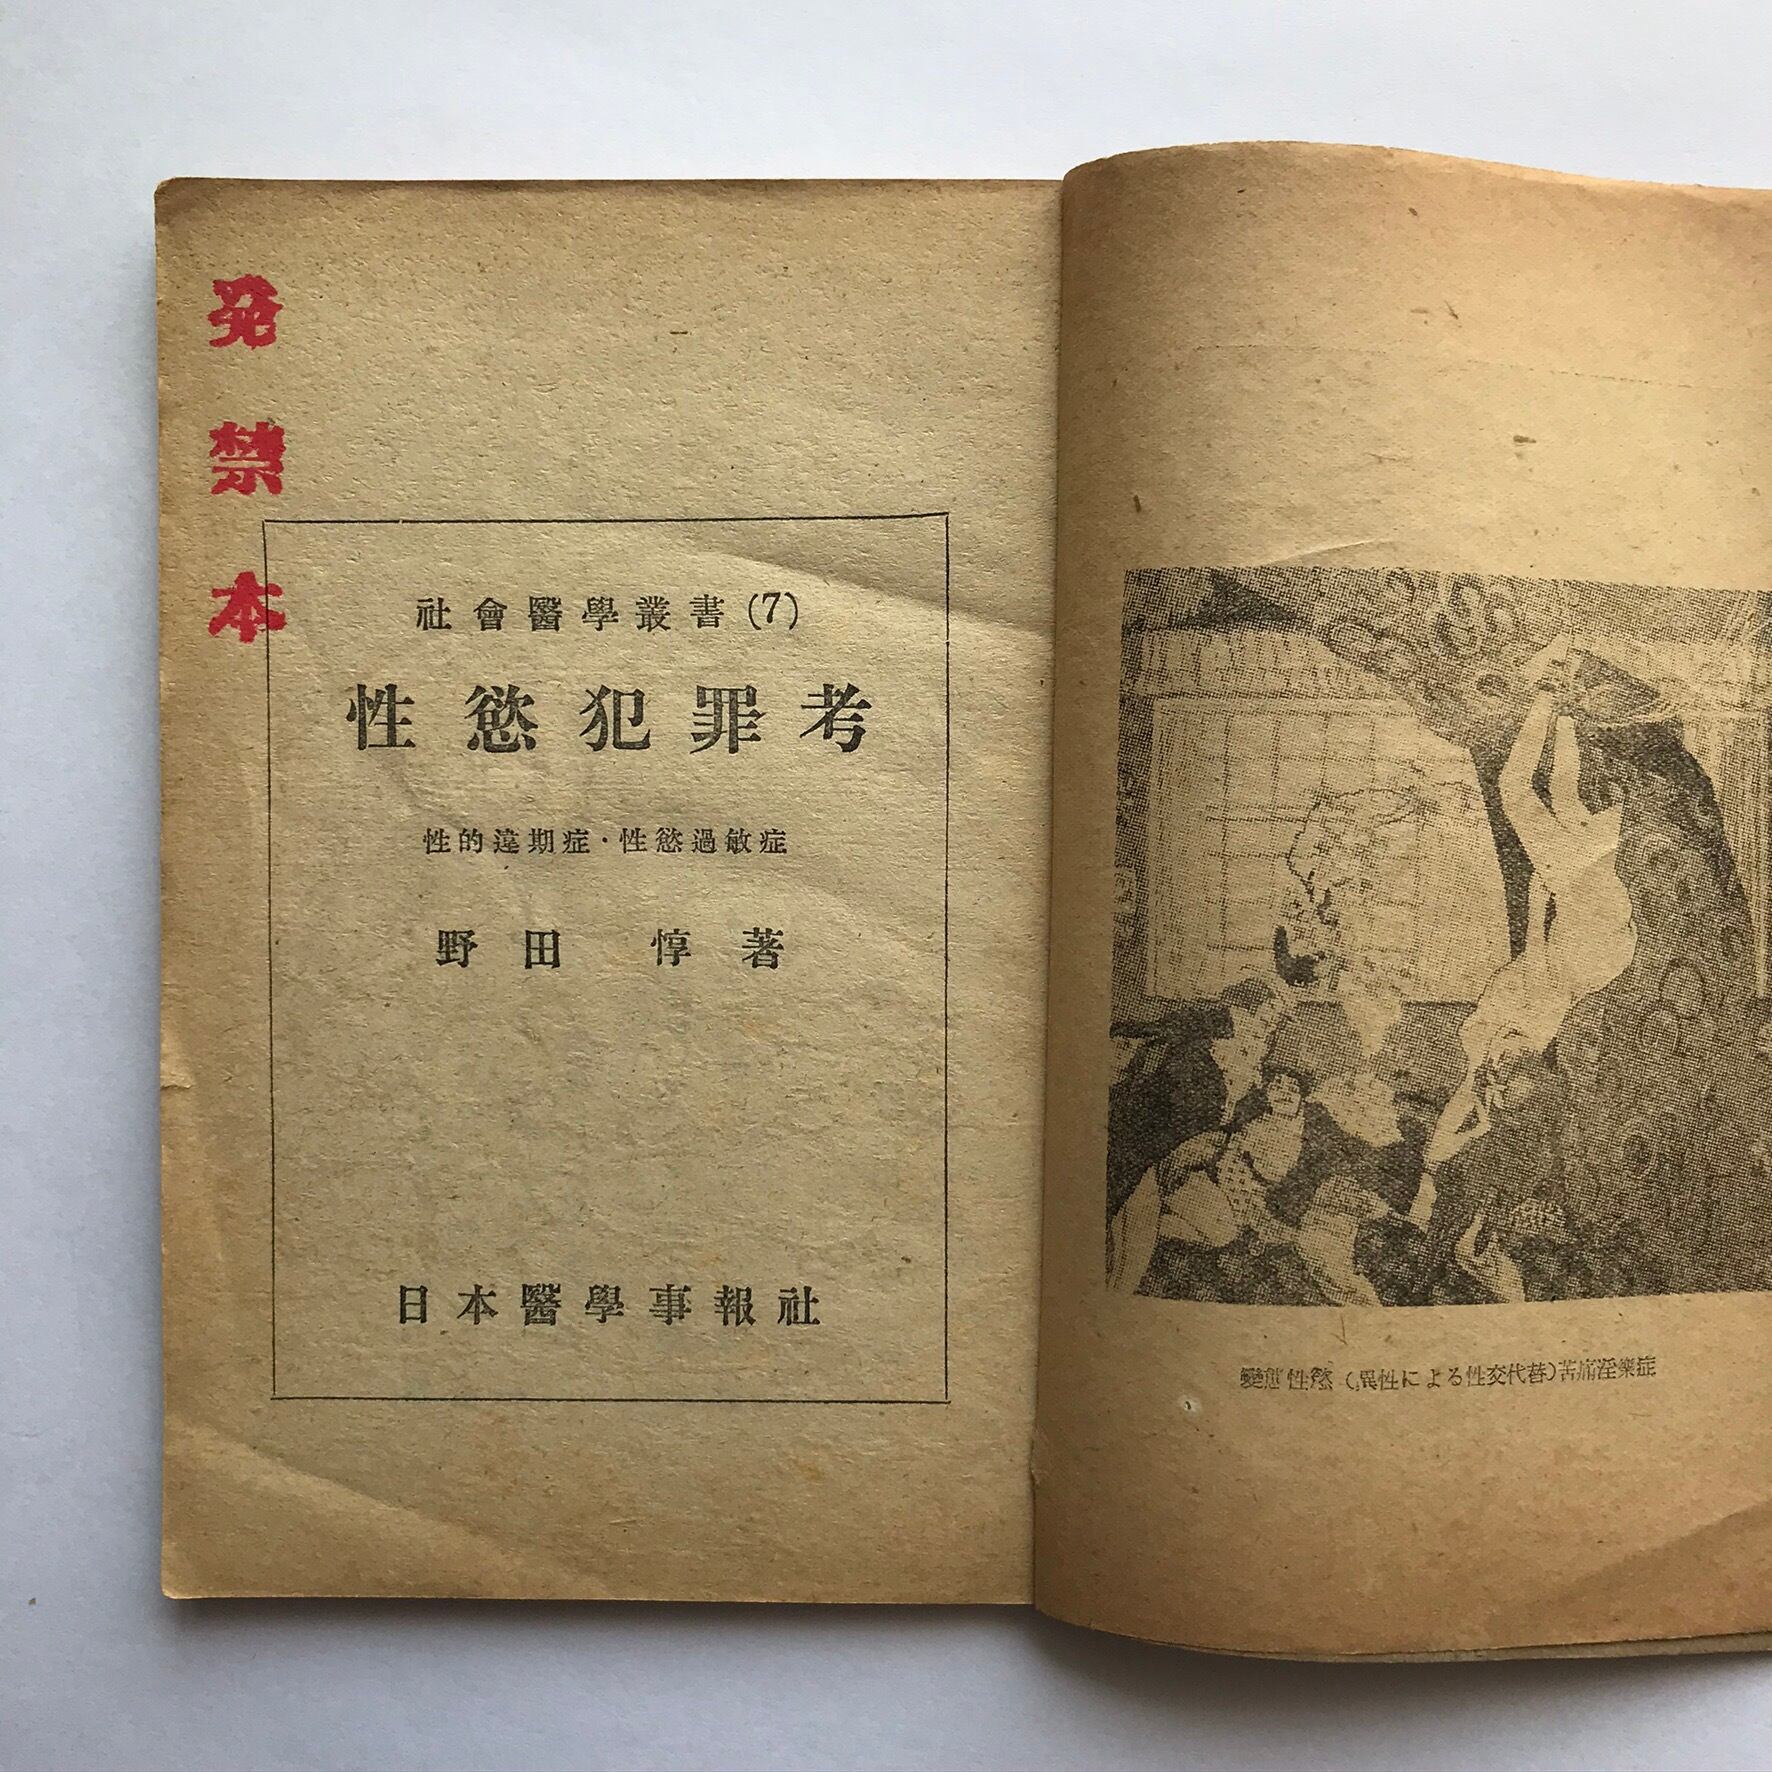 発禁本
社會醫學叢書(7)
性慾犯罪考
性的違期症・性慾過敏症
野田 惇著
日本醫學事報社
變態性慾(異性による性交代替)苦痛淫樂症